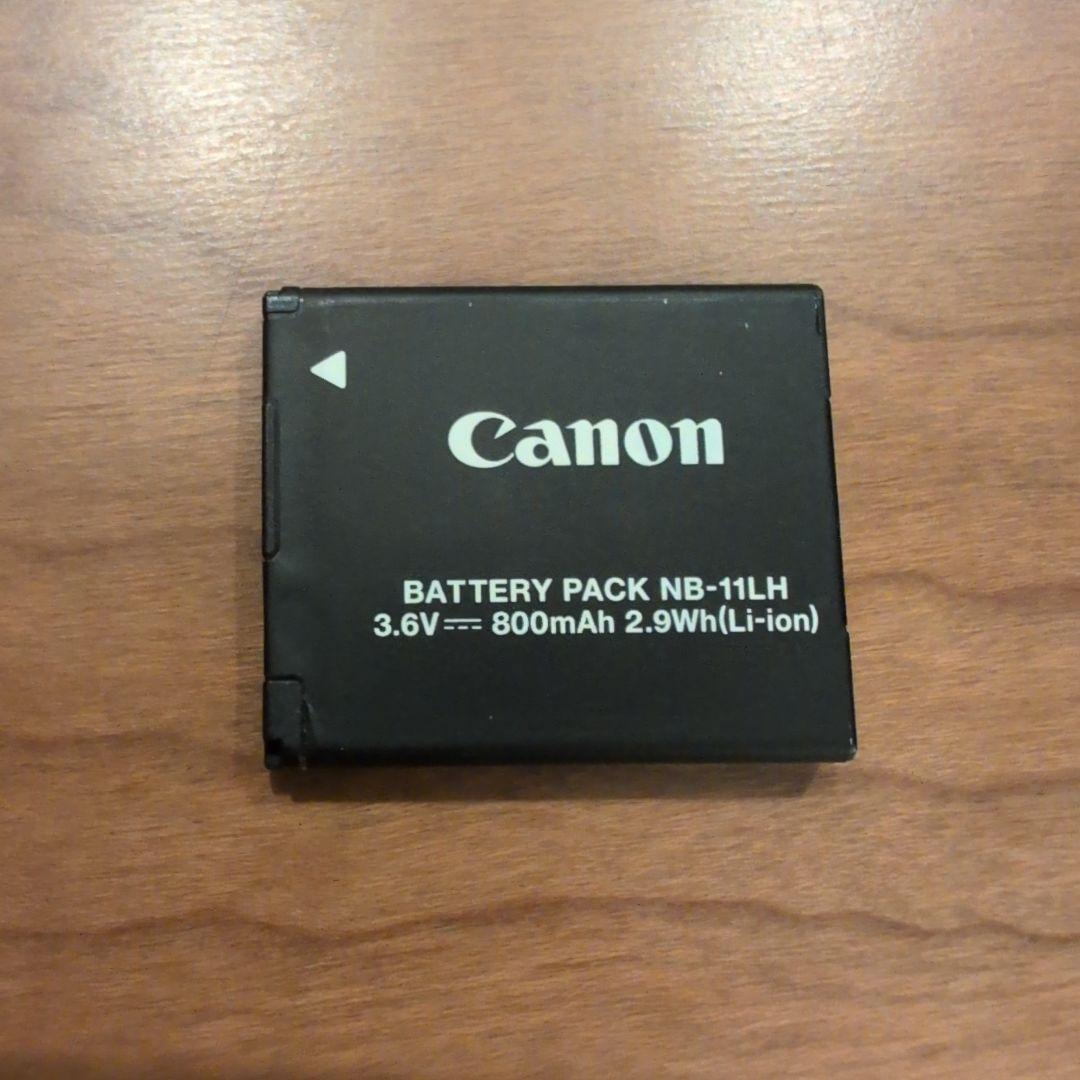 Canon
BATTERY PACK NB-11LH
3.6V⎓ 800mAh 2.9Wh(Li-ion)